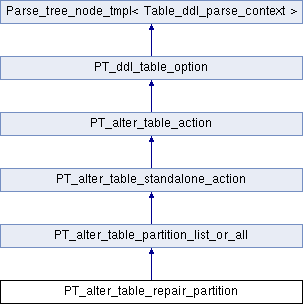 Parse_tree_node_tmpl< Table_ddl_parse_context >
PT_ddl_table_option
PT_alter_table_action
PT_alter_table_standalone_action
PT_alter_table_partition_list_or_all
PT_alter_table_repair_partition